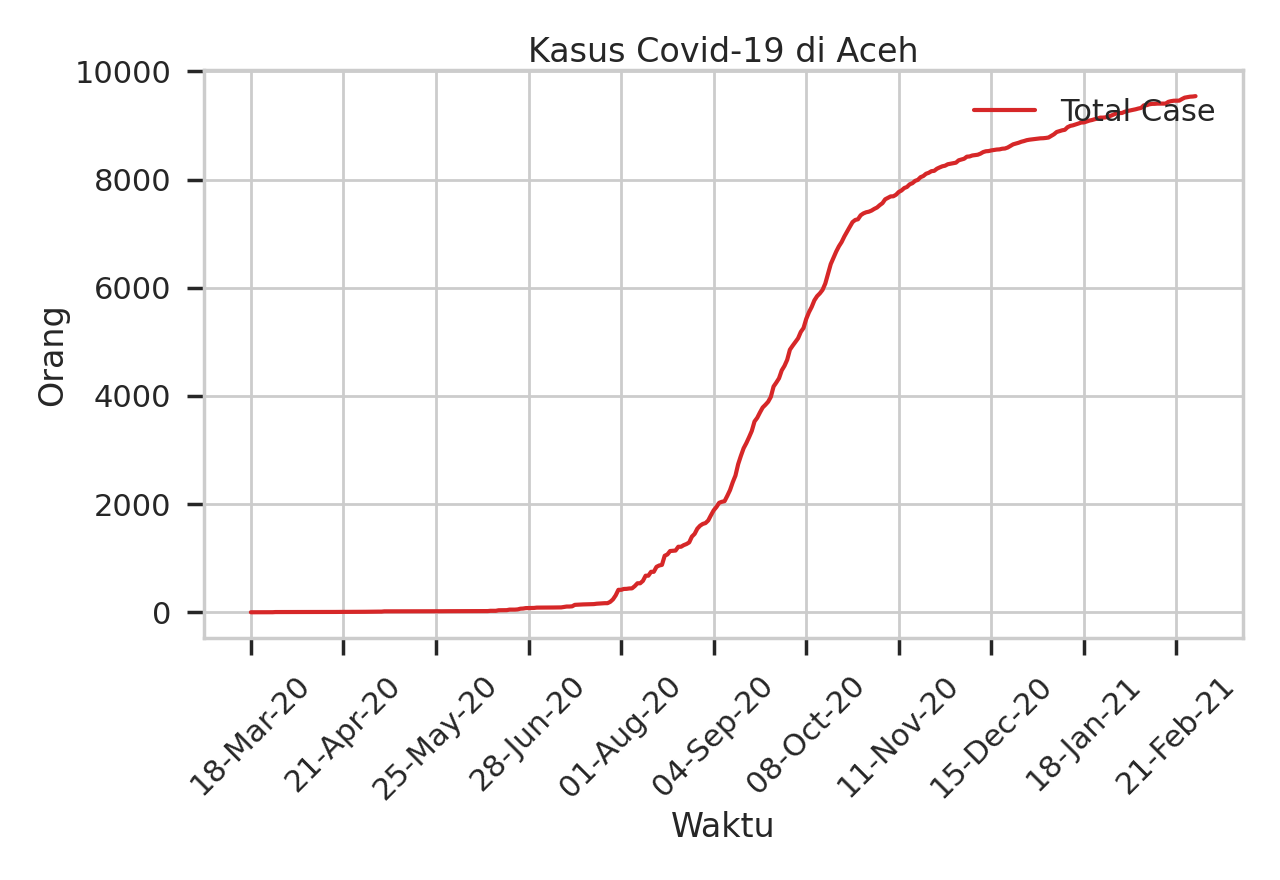 Kasus Covid-19 di Aceh
Total Case
Orang
10000
8000
6000
4000
2000
0
18-Mar-20
21-Apr-20
25-May-20
28-Jun-20
01-Aug-20
04-Sep-20
08-Oct-20
11-Nov-20
15-Dec-20
18-Jan-21
21-Feb-21
Waktu